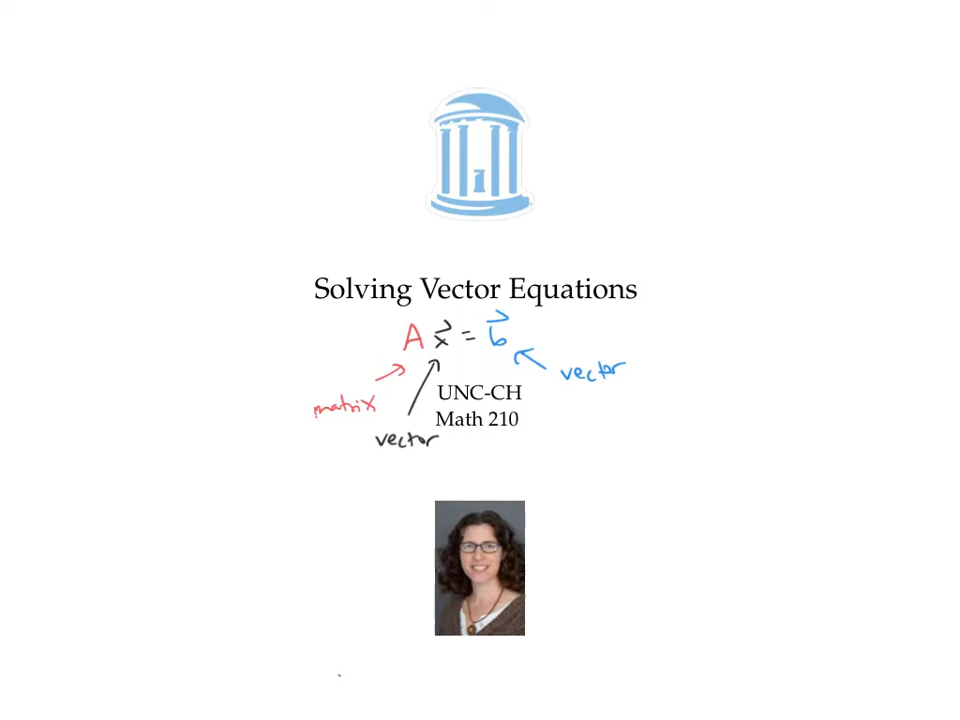 Solving Vector Equations
A x⃗ = b⃗
vector
matrix
UNC-CH
Math 210
vector